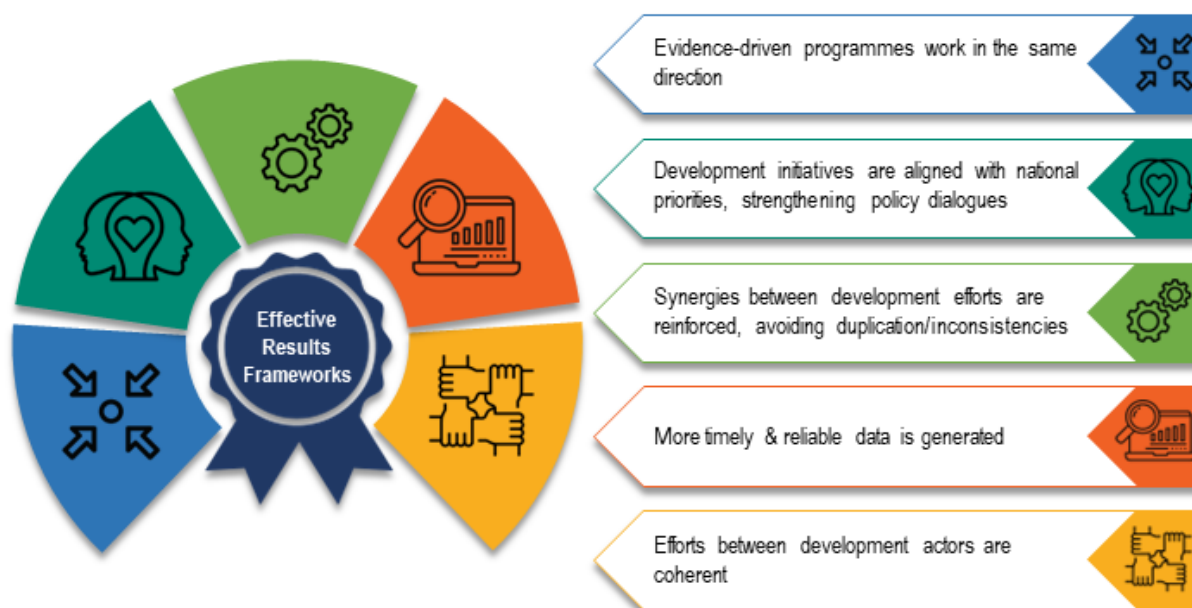 Effective
Results
Frameworks
Evidence-driven programmes work in the same
direction
Development initiatives are aligned with national
priorities, strengthening policy dialogues
Synergies between development efforts are
reinforced, avoiding duplication/inconsistencies
More timely & reliable data is generated
Efforts between development actors are
coherent